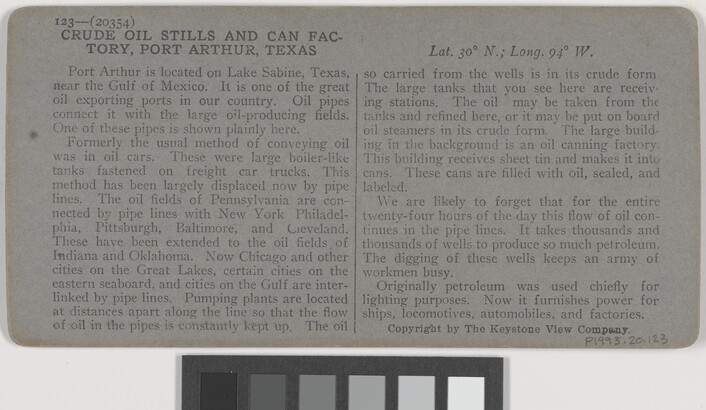 123—(20354)
CRUDE OIL STILLS AND CAN FAC-
TORY, PORT ARTHUR, TEXAS
Port Arthur is located on Lake Sabine, Texas,
near the Gulf of Mexico. It is one of the great
oil exporting ports in our country. Oil pipes
connect it with the large oil-producing fields.
One of these pipes is shown plainly here.
Formerly the usual method of conveying oil
was in oil cars. These were large boiler-like
tanks fastened on freight car trucks. This
method has been largely displaced now by pipe
lines. The oil fields of Pennsylvania are con-
nected by pipe lines with New York Philadel-
phia, Pittsburgh, Baltimore, and Cleveland.
These have been extended to the oil fields of
Indiana and Oklahoma. Now Chicago and other
cities on the Great Lakes, certain cities on the
eastern seaboard, and cities on the Gulf are inter-
linked by pipe lines. Pumping plants are located
at distances apart along the line so that the flow
of oil in the pipes is constantly kept up. The oil
Lat. 30° N.; Long. 94° W.
so carried from the wells is in its crude form
The large tanks that you see here are receiv-
ing stations. The oil may be taken from the
tanks and refined here, or it may be put on board
oil steamers in its crude form. The large build-
ing in the background is an oil canning factory.
This building receives sheet tin and makes it into
cans. These cans are filled with oil, sealed, and
labeled.
We are likely to forget that for the entire
twenty-four hours of the day this flow of oil con-
tinues in the pipe lines. It takes thousands and
thousands of wells to produce so much petroleum.
The digging of these wells keeps an army of
workmen busy.
Originally petroleum was used chiefly for
lighting purposes. Now it furnishes power for
ships, locomotives, automobiles, and factories.
Copyright by The Keystone View Company.
P1998.20.123